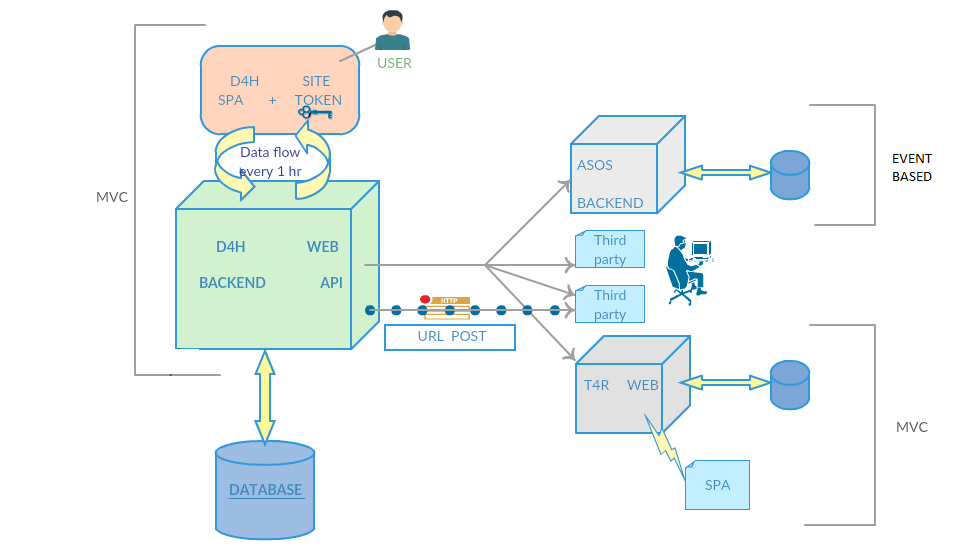 USER
D4H SITE
SPA + TOKEN
Data flow
every 1 hr
MVC
D4H WEB
BACKEND API
DATABASE
HTTP
URL POST
ASOS
BACKEND
EVENT
BASED
Third
party
Third
party
T4R WEB
MVC
SPA